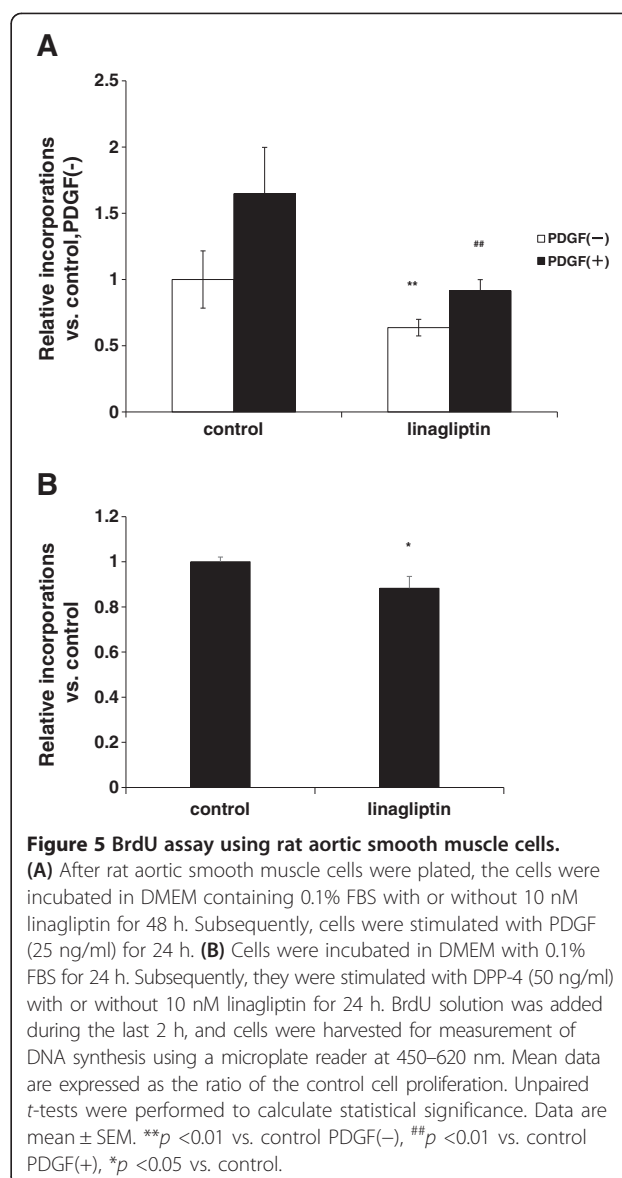 A
2.5
2
1.5
1
0.5
0
Relative incorporations
vs. control,PDGF(-)
PDGF(−)
PDGF(+)
**
##
control linagliptin
B
1.2
1
0.8
0.6
0.4
0.2
0
Relative incorporations
vs. control
*
control linagliptin
Figure 5 BrdU assay using rat aortic smooth muscle cells.
(A) After rat aortic smooth muscle cells were plated, the cells were
incubated in DMEM containing 0.1% FBS with or without 10 nM
linagliptin for 48 h. Subsequently, cells were stimulated with PDGF
(25 ng/ml) for 24 h. (B) Cells were incubated in DMEM with 0.1%
FBS for 24 h. Subsequently, they were stimulated with DPP-4 (50 ng/ml)
with or without 10 nM linagliptin for 24 h. BrdU solution was added
during the last 2 h, and cells were harvested for measurement of
DNA synthesis using a microplate reader at 450–620 nm. Mean data
are expressed as the ratio of the control cell proliferation. Unpaired
t-tests were performed to calculate statistical significance. Data are
mean ± SEM. **p <0.01 vs. control PDGF(−), ##p <0.01 vs. control
PDGF(+), *p <0.05 vs. control.